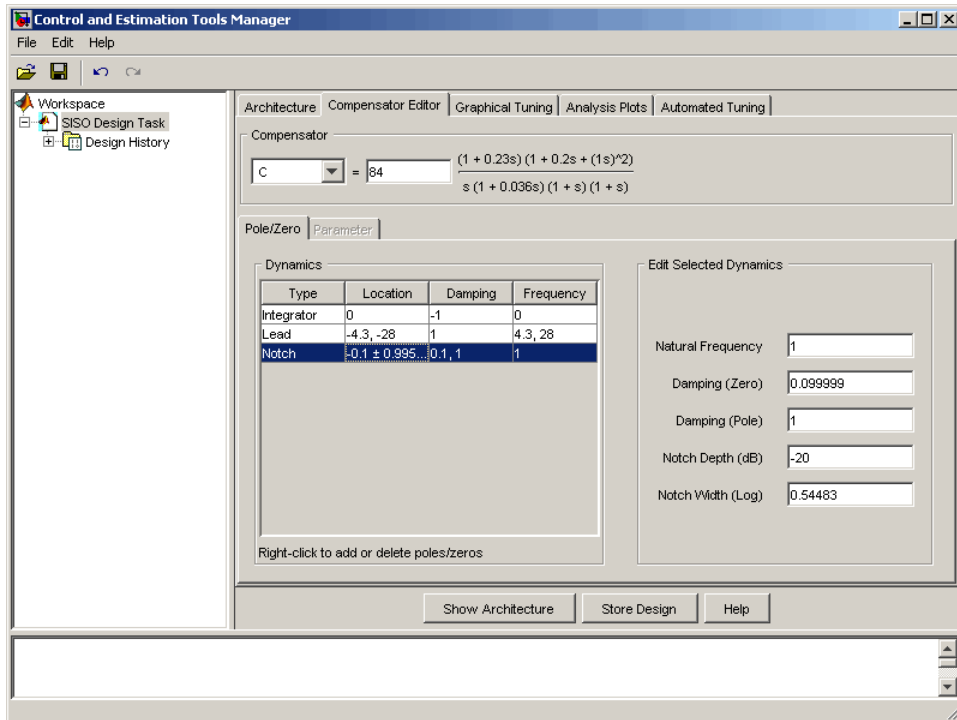 Control and Estimation Tools Manager
File Edit Help
Workspace
SISO Design Task
Design History
Architecture Compensator Editor Graphical Tuning Analysis Plots Automated Tuning
Compensator
C = 84
(1 + 0.23s) (1 + 0.2s + (1s)^2)
s (1 + 0.036s) (1 + s) (1 + s)
Pole/Zero Parameter
Dynamics
Type Location Damping Frequency
Integrator 0 -1 0
Lead -4.3, -28 1 4.3, 28
Notch -0.1 ± 0.995... 0.1, 1 1
Right-click to add or delete poles/zeros
Edit Selected Dynamics
Natural Frequency 1
Damping (Zero) 0.099999
Damping (Pole) 1
Notch Depth (dB) -20
Notch Width (Log) 0.54483
Show Architecture Store Design Help